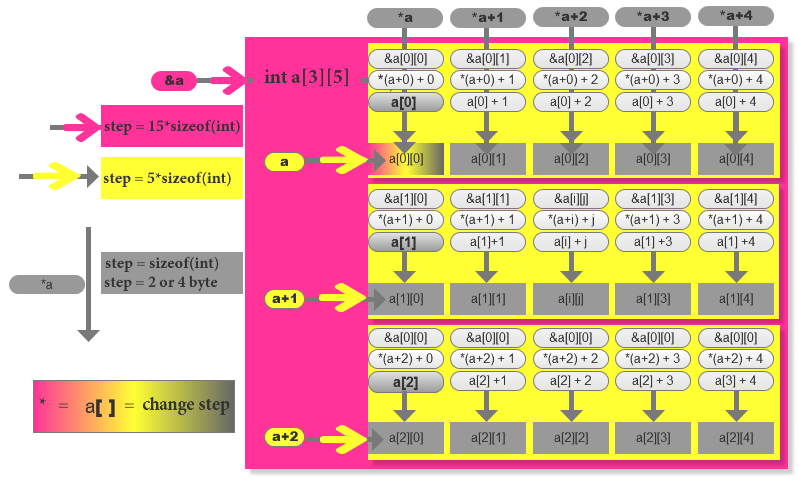 *a *a+1 *a+2 *a+3 *a+4
&a
int a[3][5]
&a[0][0] &a[0][1] &a[0][2] &a[0][3] &a[0][4]
*(a+0) + 0 *(a+0) + 1 *(a+0) + 2 *(a+0) + 3 *(a+0) + 4
a[0] a[0] + 1 a[0] + 2 a[0] + 3 a[0] + 4
step = 15*sizeof(int)
a
a[0][0] a[0][1] a[0][2] a[0][3] a[0][4]
step = 5*sizeof(int)
&a[1][0] &a[1][1] &a[i][j] &a[1][3] &a[1][4]
*(a+1) + 0 *(a+1) + 1 *(a+i) + j *(a+1) + 3 *(a+1) + 4
a[1] a[1]+1 a[i] + j a[1] +3 a[1] +4
step = sizeof(int)
step = 2 or 4 byte
*a
a+1
a[1][0] a[1][1] a[i][j] a[1][3] a[1][4]
&a[0][0] &a[0][0] &a[0][0] &a[0][0] &a[0][0]
*(a+2) + 0 *(a+2) + 1 *(a+2) + 2 *(a+2) + 3 *(a+2) + 4
a[2] a[2] +1 a[2] + 2 a[2] + 3 a[3] + 4
* = a[ ] = change step
a+2
a[2][0] a[2][1] a[2][2] a[2][3] a[2][4]